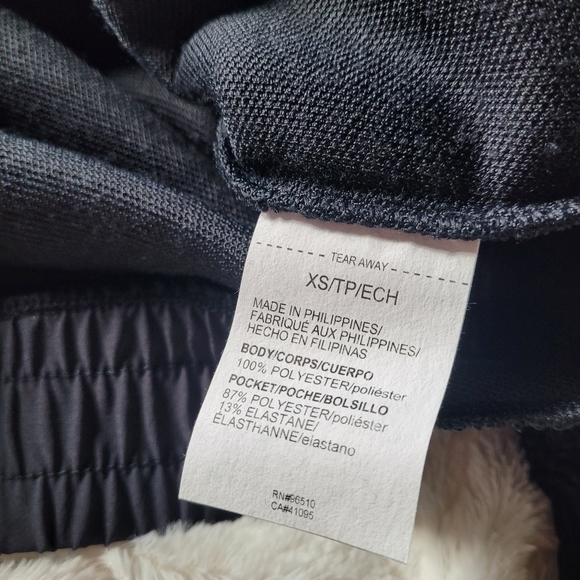 TEAR AWAY
XS/TP/ECH
MADE IN PHILIPPINES/
FABRIQUÉ AUX PHILIPPINES/
HECHO EN FILIPINAS
BODY/CORPS/CUERPO
100% POLYESTER/poliéster
POCKET/POCHE/BOLSILLO
87% POLYESTER/poliéster
13% ELASTANE/
ÉLASTHANNE/elastano
RN#96510
CA#41095